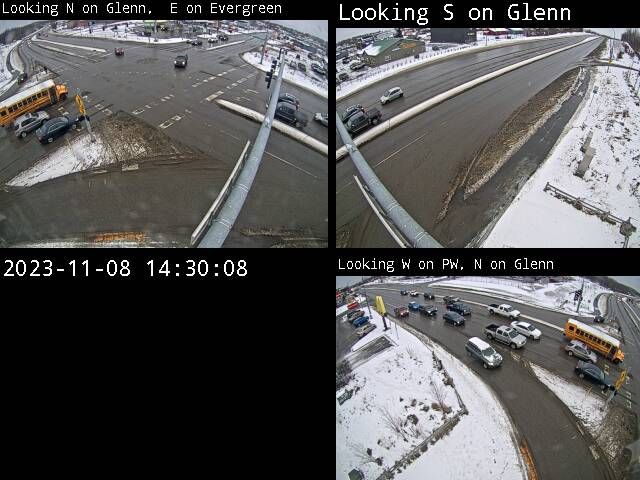 Looking N on Glenn, E on Evergreen
Looking S on Glenn
2023-11-08 14:30:08
Looking W on PW, N on Glenn